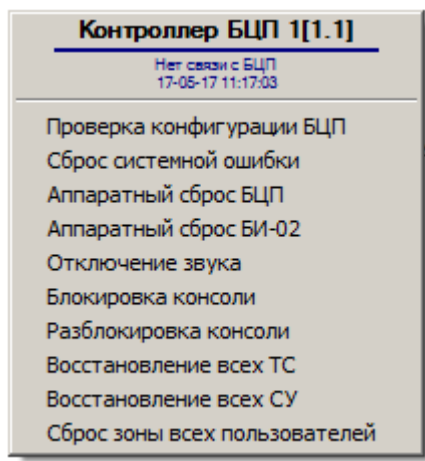 Контроллер БЦП 1[1.1]
Нет связи с БЦП
17-05-17 11:17:03
Проверка конфигурации БЦП
Сброс системной ошибки
Аппаратный сброс БЦП
Аппаратный сброс БИ-02
Отключение звука
Блокировка консоли
Разблокировка консоли
Восстановление всех ТС
Восстановление всех СУ
Сброс зоны всех пользователей